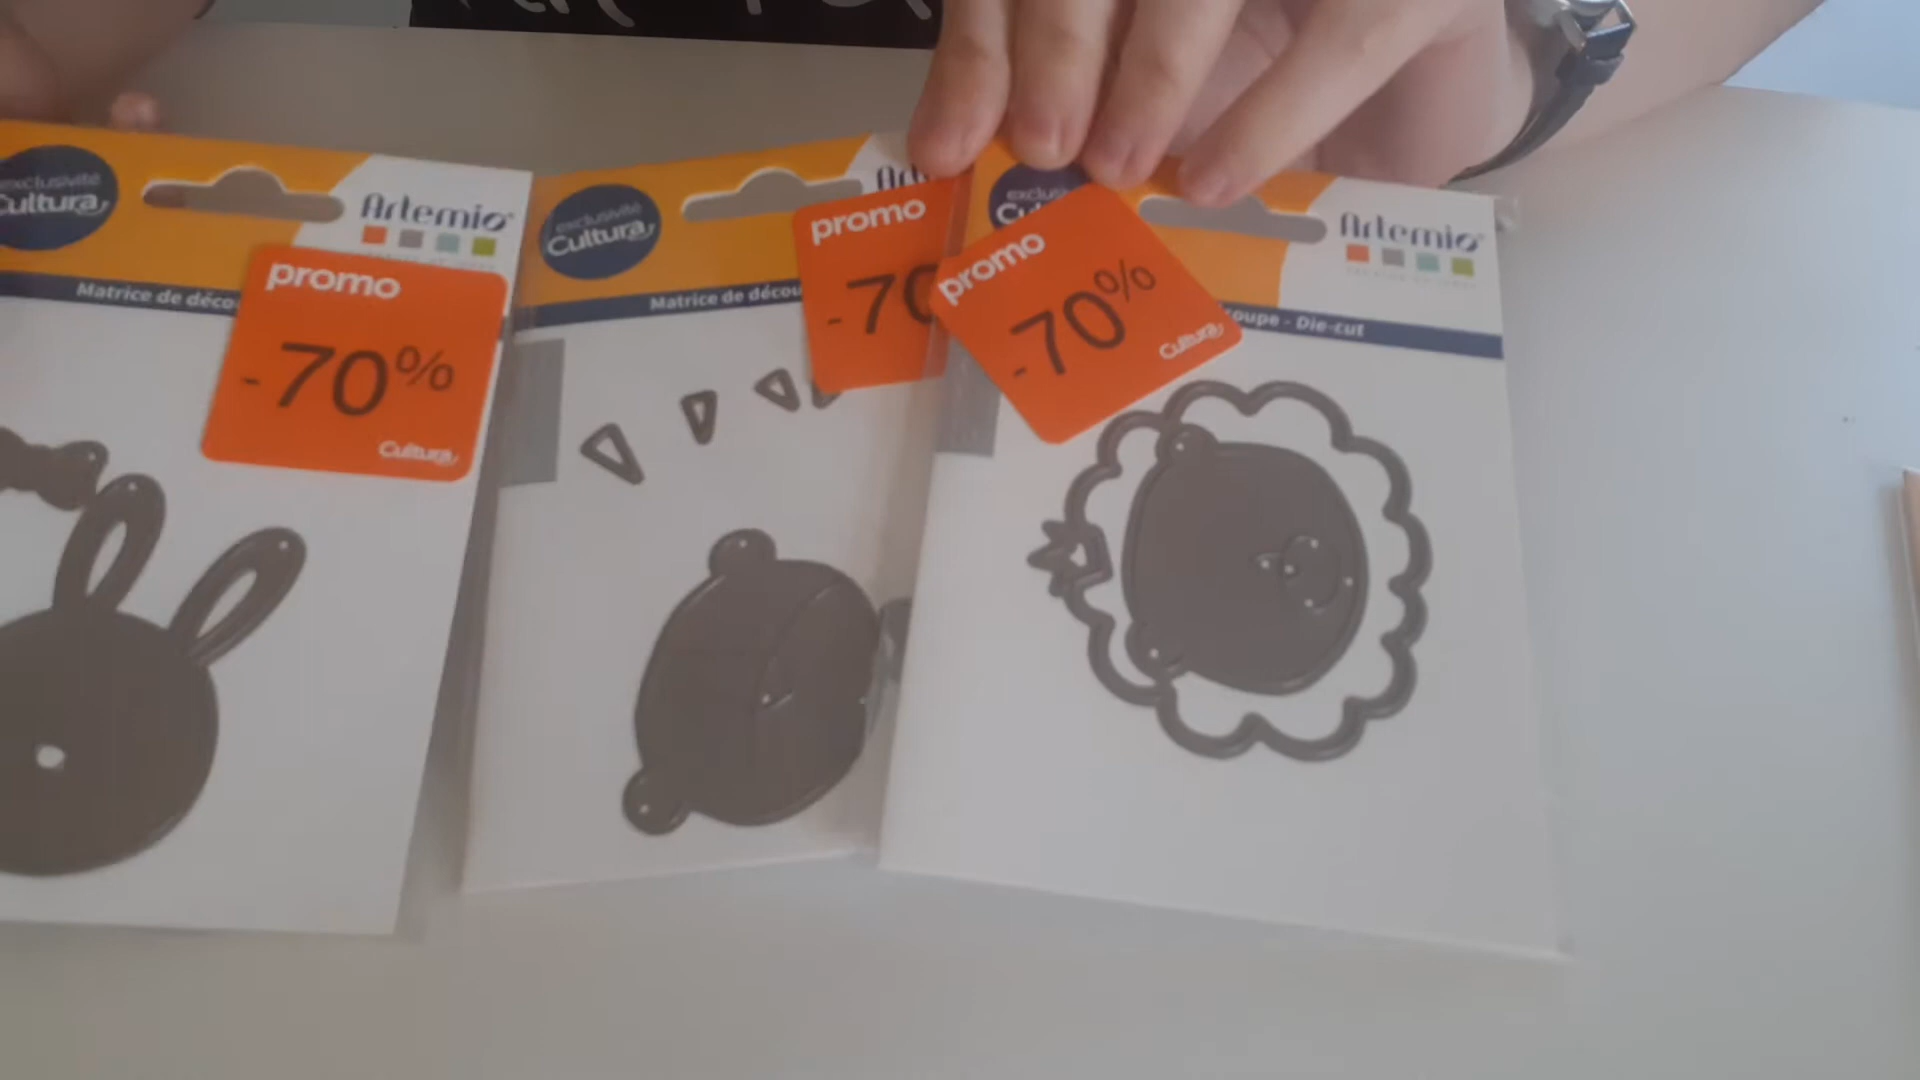 exclusivité
Cultura
Artemio
Matrice de déco
promo
-70%
Cultura
exclusivité
Cultura
Matrice de décou
promo
-70
promo
-70%
Cultura
Artemio
oupe - Die-cut